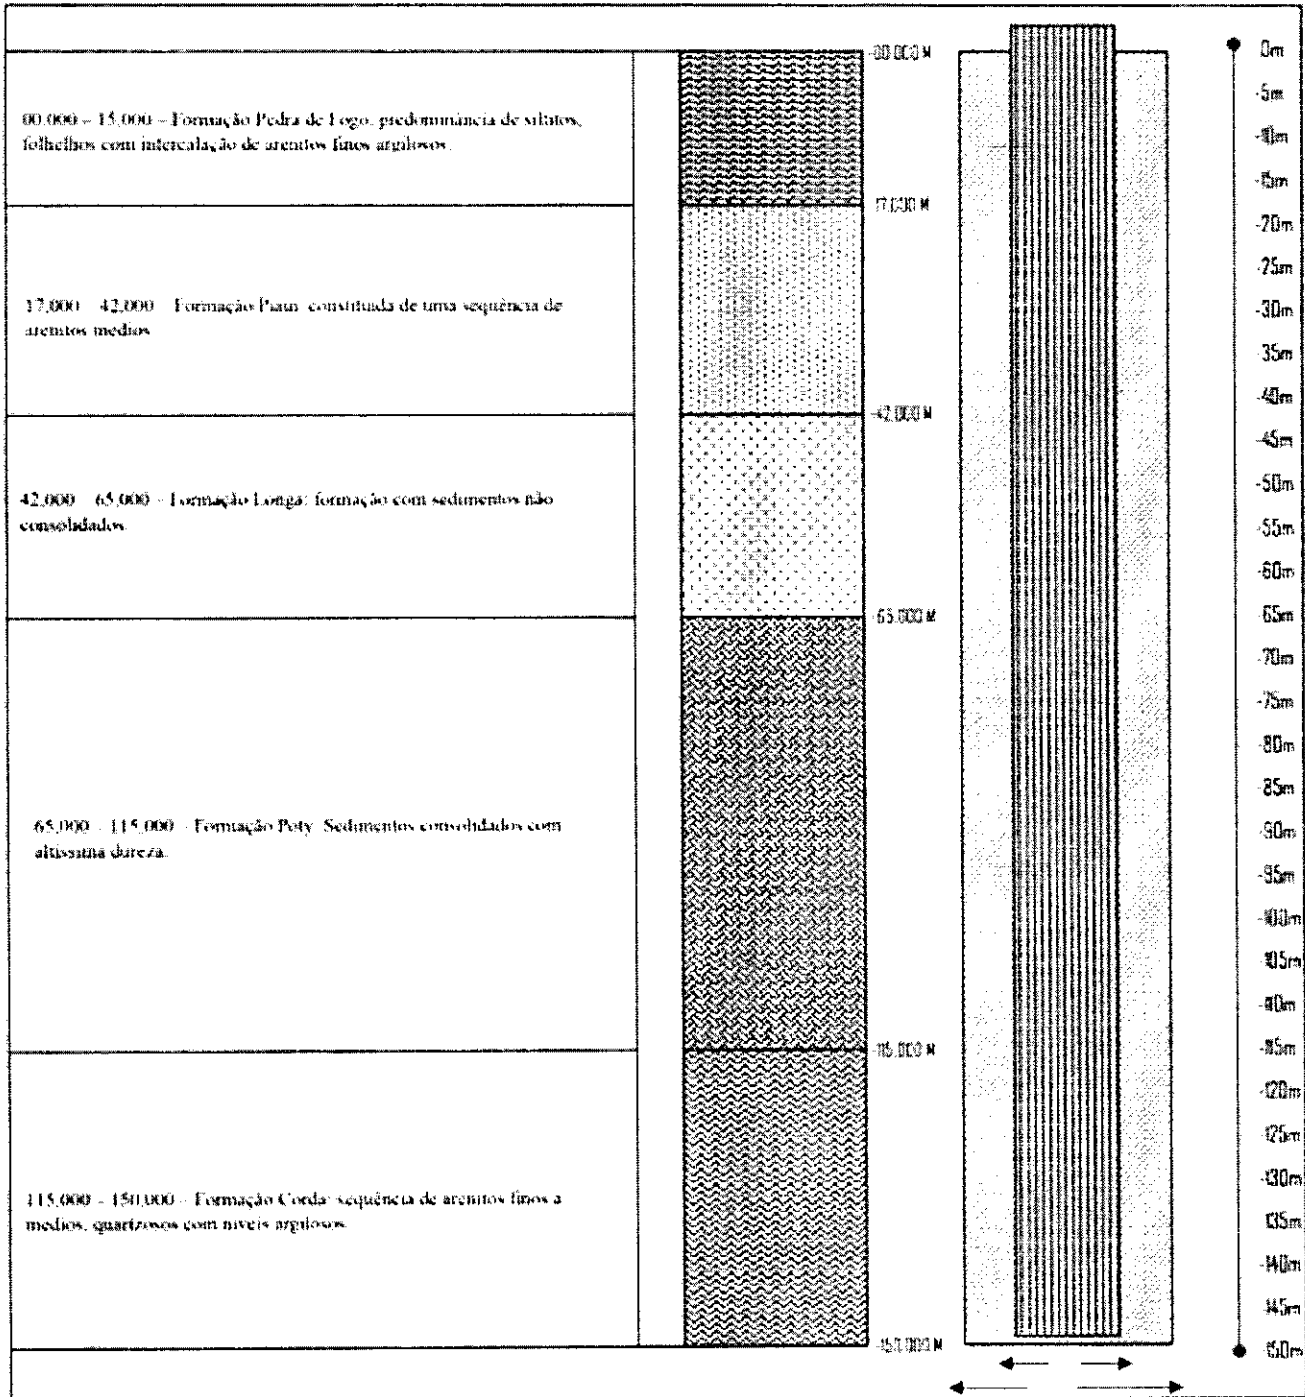 00.000 – 15,000 – Formação Pedra de Fogo: predominância de siltitos,
folhelhos com intercalação de arenitos finos argilosos.
17,000 – 42,000 – Formação Piauí: constituída de uma sequência de
arenitos médios
42,000 – 65,000 – Formação Longa: formação com sedimentos não
consolidados.
65,000 – 115,000 – Formação Poty. Sedimentos consolidados com
altíssima dureza.
115,000 – 150,000 – Formação Corda: sequência de arenitos finos a
médios, quartzosos com níveis argilosos.
-00.000 M
-17.000 M
-42.000 M
-65.000 M
-115.000 M
-150.000 M
0m
-5m
-10m
-15m
-20m
-25m
-30m
-35m
-40m
-45m
-50m
-55m
-60m
-65m
-70m
-75m
-80m
-85m
-90m
-95m
-100m
-105m
-110m
-115m
-120m
-125m
-130m
-135m
-140m
-145m
-150m